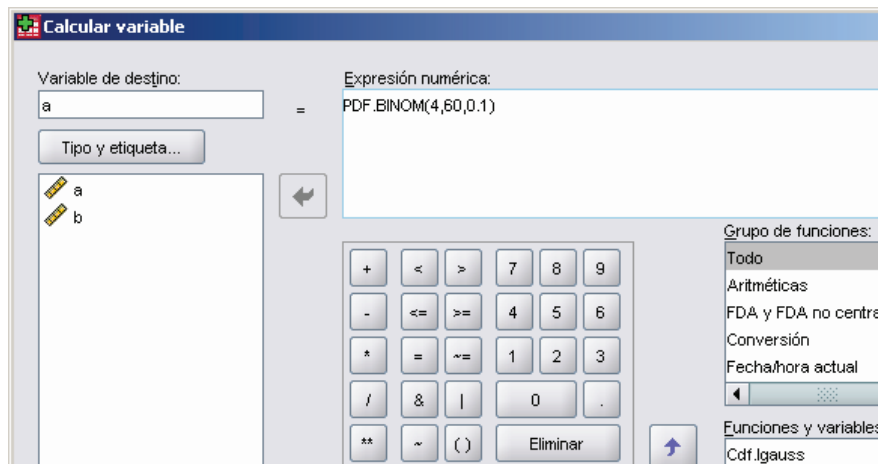 Calcular variable
Variable de destino:
Expresión numérica:
a
=
PDF.BINOM(4,60,0.1)
Tipo y etiqueta...
a
b
Grupo de funciones:
Todo
Aritméticas
FDA y FDA no centra
Conversión
Fecha/hora actual
+ < > 7 8 9
- <= >= 4 5 6
* = ~= 1 2 3
/ & | 0 .
** ~ ( ) Eliminar
Funciones y variables
Cdf.Igauss